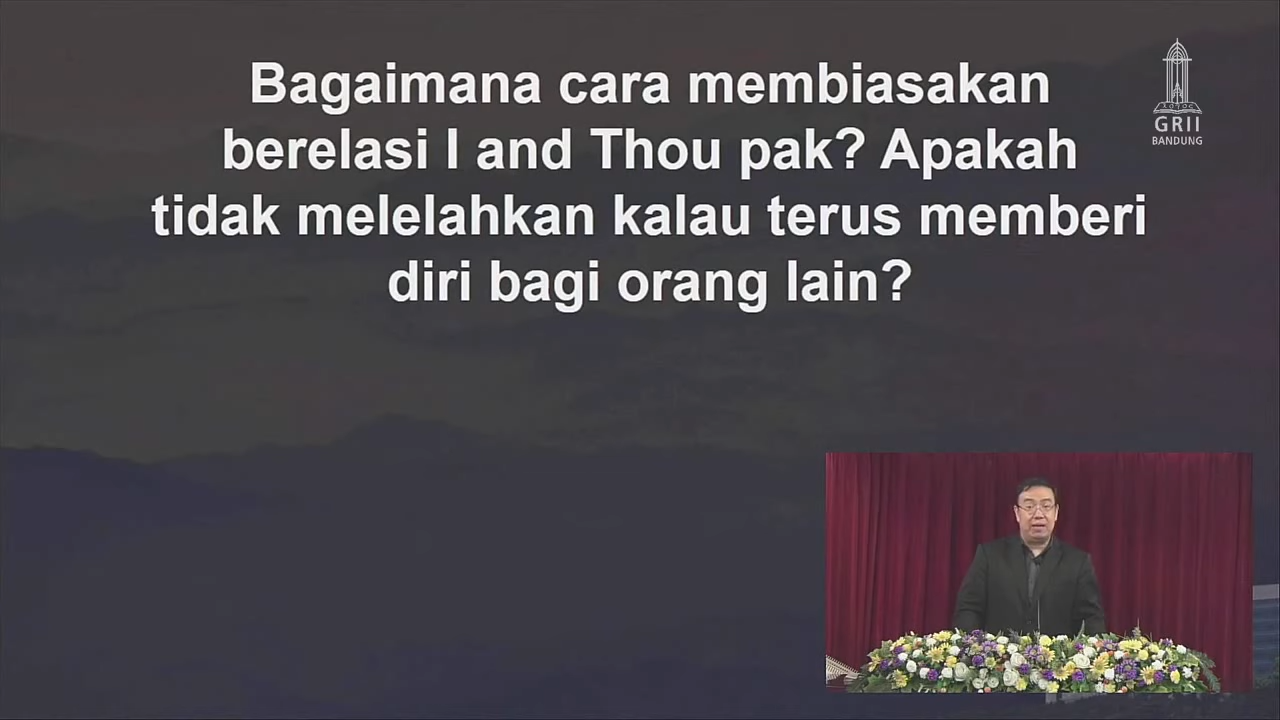 Bagaimana cara membiasakan
berelasi I and Thou pak? Apakah
tidak melelahkan kalau terus memberi
diri bagi orang lain?
GRII
BANDUNG